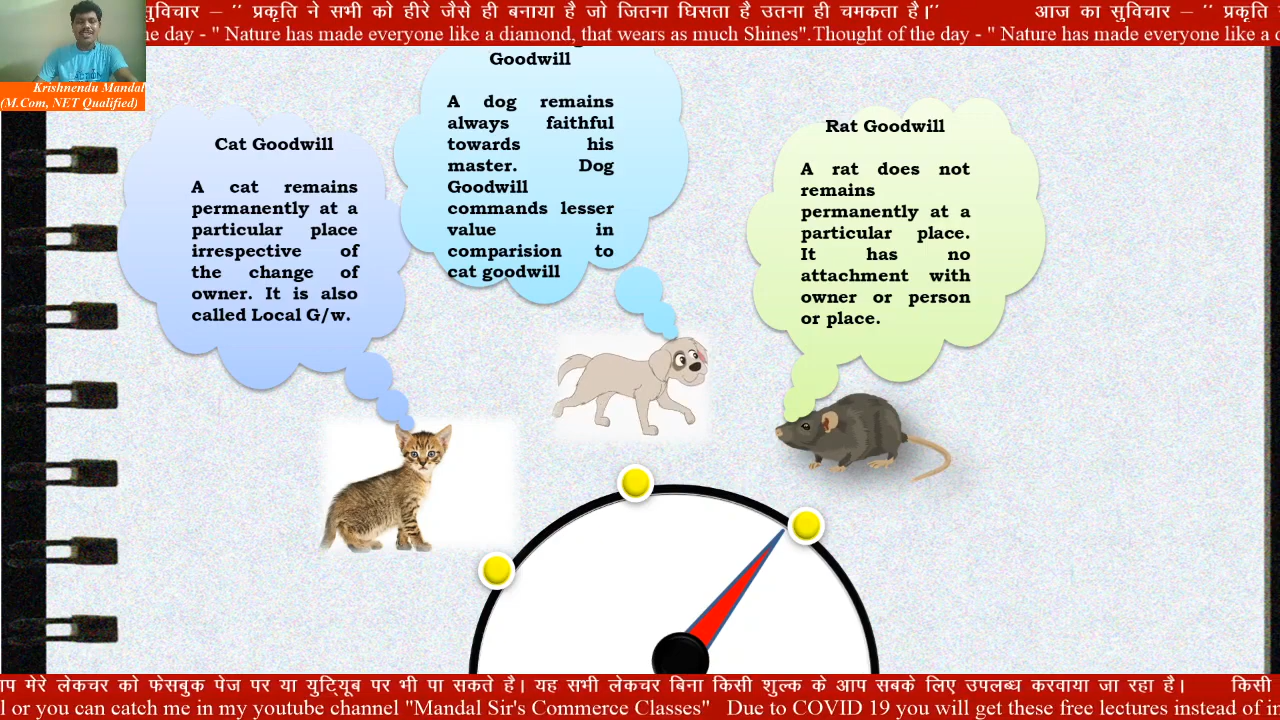 सुविचार – '' प्रकृति ने सभी को हीरे जैसे ही बनाया है जो जितना घिसता है उतना ही चमकता है।'' आज का सुविचार – '' प्रकृति
he day - " Nature has made everyone like a diamond, that wears as much Shines".Thought of the day - " Nature has made everyone like a
Krishnendu Mandal
(M.Com, NET Qualified)
Cat Goodwill
A cat remains
permanently at a
particular place
irrespective of
the change of
owner. It is also
called Local G/w.
Goodwill
A dog remains
always faithful
towards his
master. Dog
Goodwill
commands lesser
value in
comparision to
cat goodwill
Rat Goodwill
A rat does not
remains
permanently at a
particular place.
It has no
attachment with
owner or person
or place.
मेरे लेकचर को फेसबुक पेज पर या युटि्यूब पर भी पा सकते है। यह सभी लेकचर बिना किसी शुल्क के आप सबके लिए उपलब्ध करवाया जा रहा है। किसी
l or you can catch me in my youtube channel "Mandal Sir's Commerce Classes" Due to COVID 19 you will get these free lectures instead of in